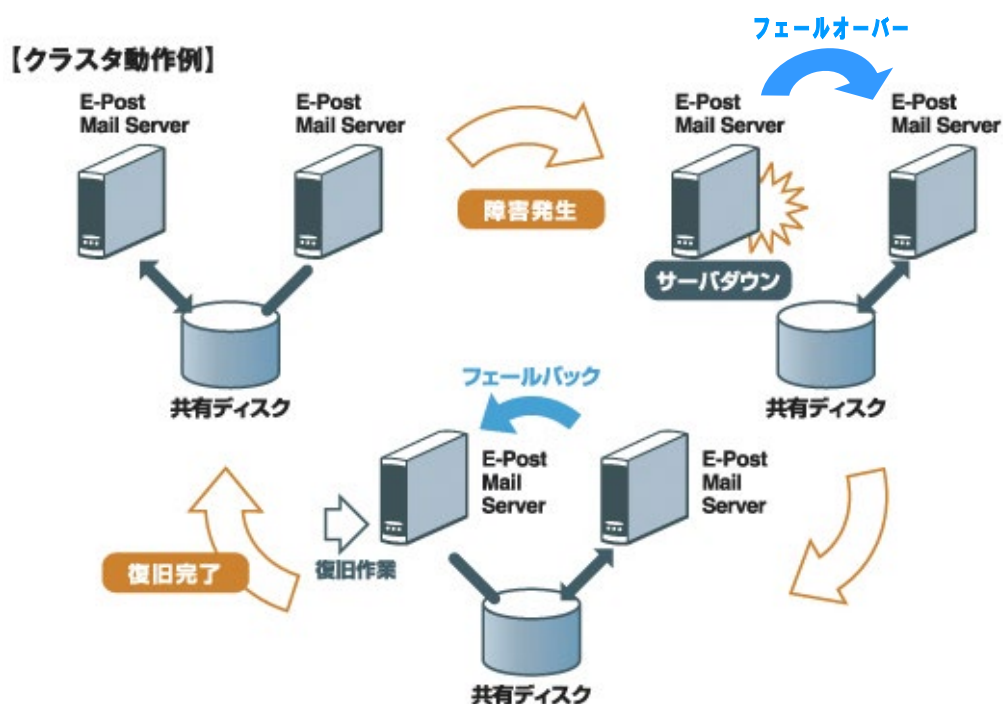 フェールオーバー
【クラスタ動作例】
E-Post
Mail Server
E-Post
Mail Server
E-Post
Mail Server
E-Post
Mail Server
障害発生
サーバダウン
共有ディスク
共有ディスク
フェールバック
E-Post
Mail
Server
E-Post
Mail
Server
復旧完了
復旧作業
共有ディスク